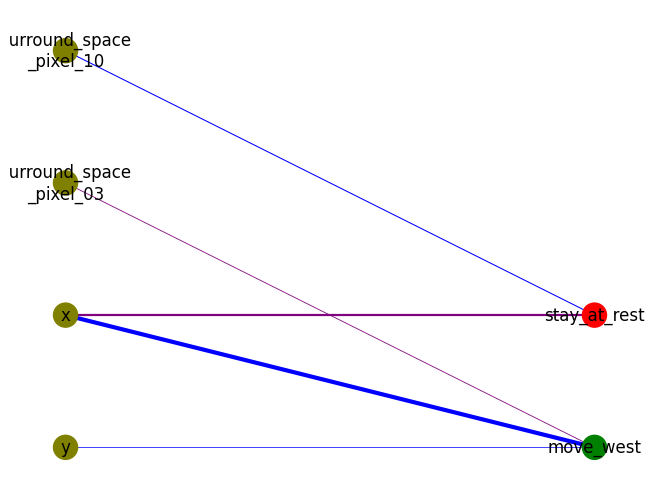 urround_space
_pixel_10
urround_space
_pixel_03
x
stay_at_rest
y
move_west